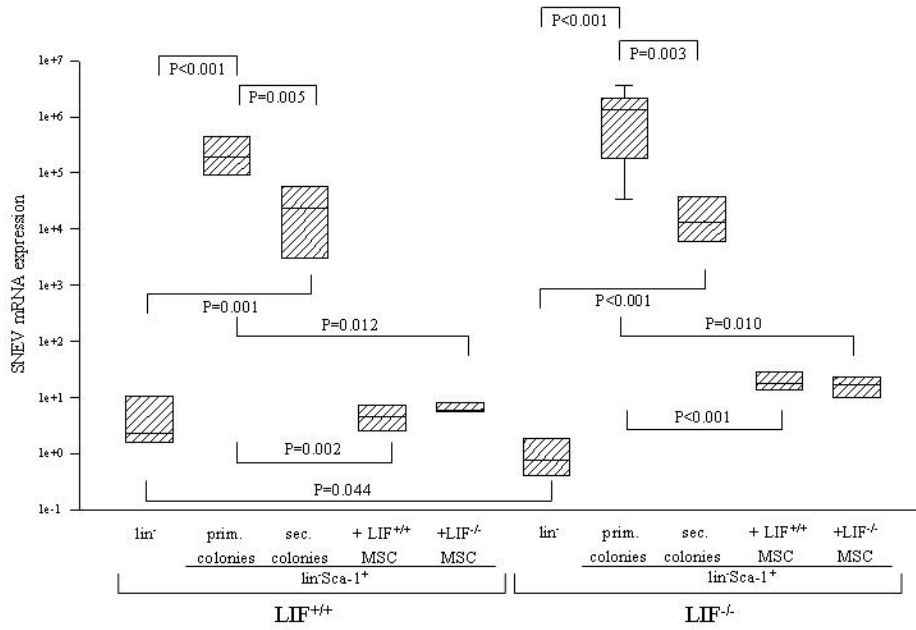 P<0.001
P=0.003
P<0.001
P=0.005
1e+7
1e+6
1e+5
1e+4
1e+3
1e+2
1e+1
1e+0
1e-1
SNEV mRNA expression
P=0.001
P=0.012
P<0.001
P=0.010
P=0.002
P<0.001
P=0.044
lin⁻ prim. sec. + LIF⁺/⁺ +LIF⁻/⁻ lin⁻ prim. sec. + LIF⁺/⁺ +LIF⁻/⁻
colonies colonies MSC MSC colonies colonies MSC MSC
lin⁻Sca-1⁺ lin⁻Sca-1⁺
LIF⁺/⁺ LIF⁻/⁻